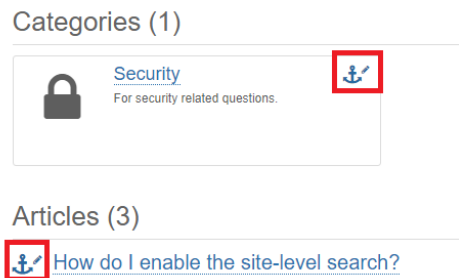 Categories (1)
Security
For security related questions.
Articles (3)
How do I enable the site-level search?